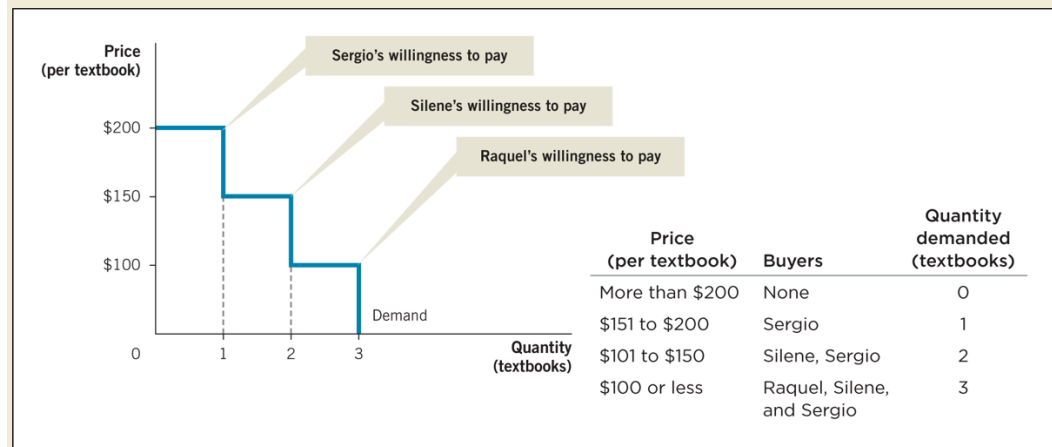 Price
(per textbook)
Sergio's willingness to pay
Silene's willingness to pay
Raquel's willingness to pay
$200
$150
$100
Demand
0 1 2 3
Quantity
(textbooks)
Price
(per textbook) Buyers Quantity
demanded
(textbooks)
More than $200 None 0
$151 to $200 Sergio 1
$101 to $150 Silene, Sergio 2
$100 or less Raquel, Silene, 3
and Sergio